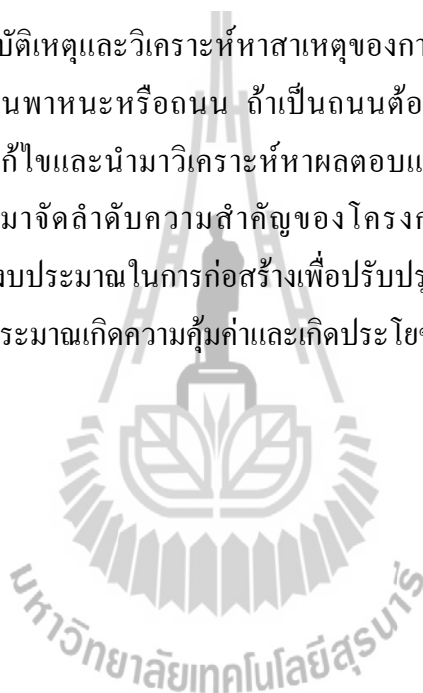 บัติเหตุและวิเคราะห์หาสาเหตุของกา
นพาหนะหรือถนน ถ้าเป็นถนนต้อ
ก้ไขและนำมาวิเคราะห์หาผลตอบแ
มาจัดลำดับความสำคัญของโครงก
งบประมาณในการก่อสร้างเพื่อปรับปรุ
ระมาณเกิดความคุ้มค่าและเกิดประโยช
มหาวิทยาลัยเทคโนโลยีสุรนารี